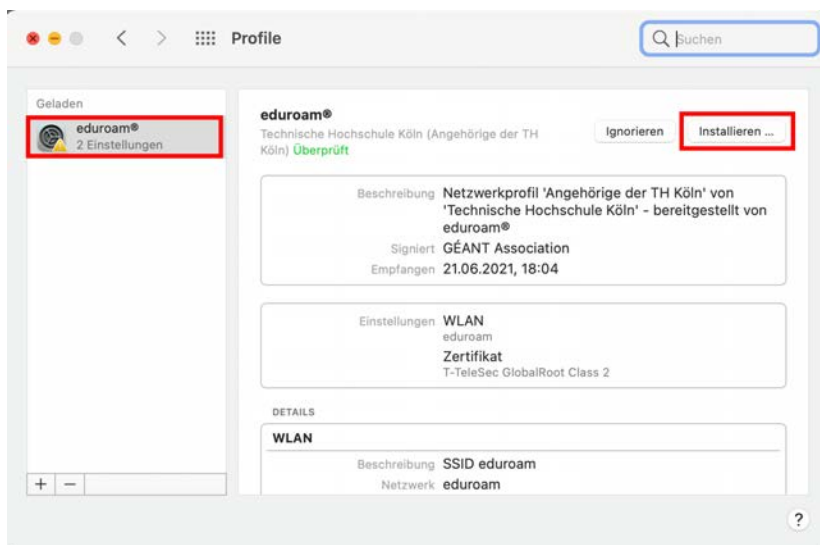 Profile
Suchen
Geladen
eduroam®
2 Einstellungen
eduroam®
Technische Hochschule Köln (Angehörige der TH
Köln) Überprüft
Ignorieren
Installieren ...
Beschreibung Netzwerkprofil 'Angehörige der TH Köln' von
'Technische Hochschule Köln' - bereitgestellt von
eduroam®
Signiert GÉANT Association
Empfangen 21.06.2021, 18:04
Einstellungen WLAN
eduroam
Zertifikat
T-TeleSec GlobalRoot Class 2
DETAILS
WLAN
Beschreibung SSID eduroam
Netzwerk eduroam
+ −
?